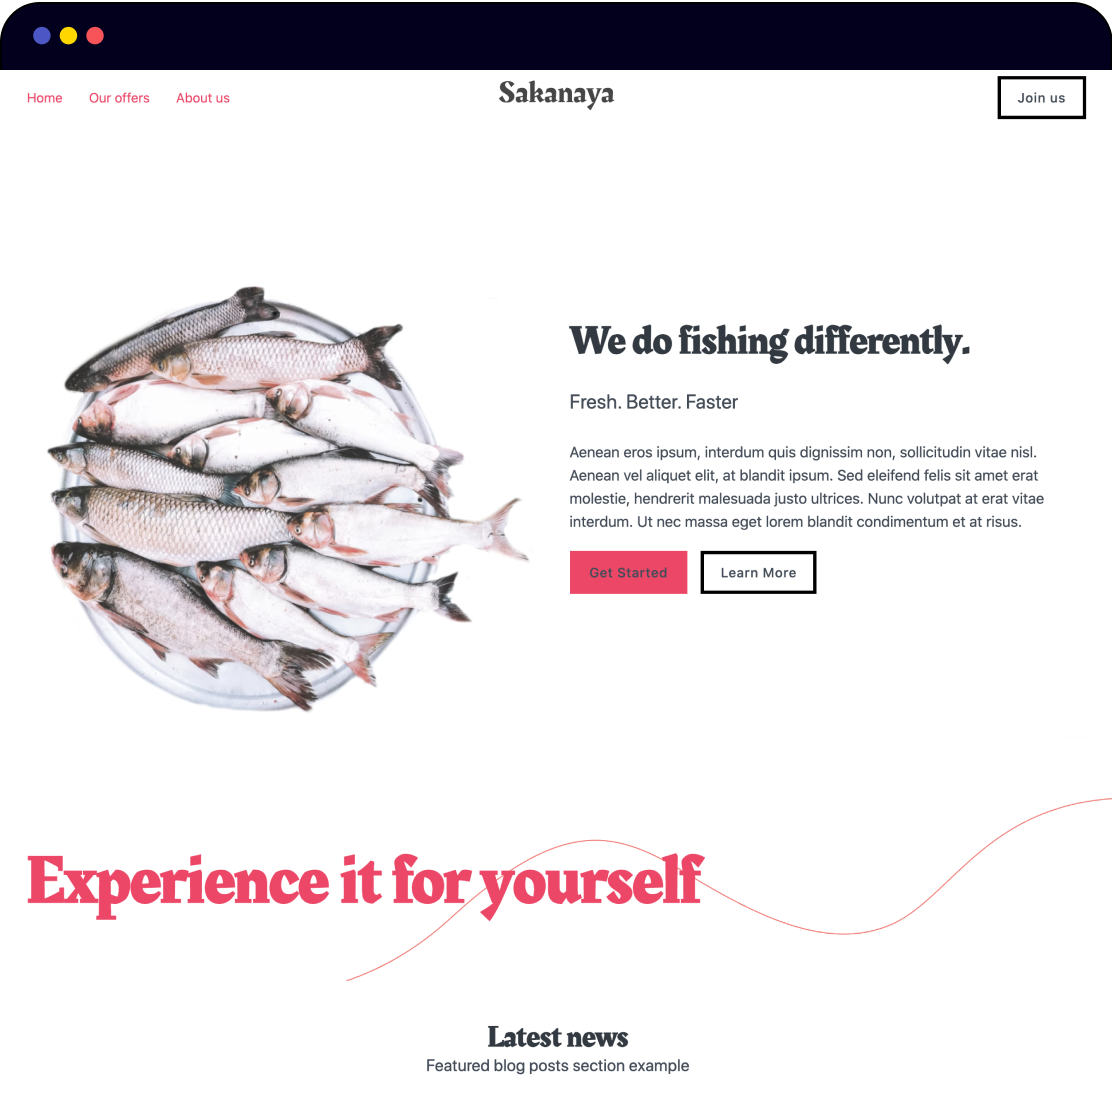 Home Our offers About us Sakanaya Join us
We do fishing differently.
Fresh. Better. Faster
Aenean eros ipsum, interdum quis dignissim non, sollicitudin vitae nisl.
Aenean vel aliquet elit, at blandit ipsum. Sed eleifend felis sit amet erat
molestie, hendrerit malesuada justo ultrices. Nunc volutpat at erat vitae
interdum. Ut nec massa eget lorem blandit condimentum et at risus.
Get Started Learn More
Experience it for yourself
Latest news
Featured blog posts section example